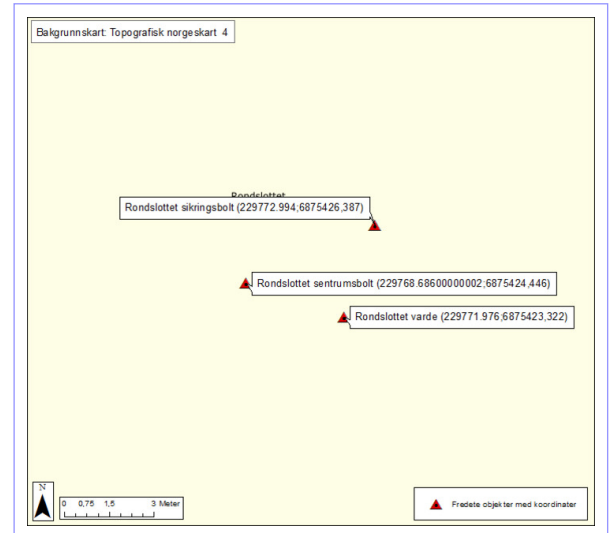 Bakgrunnskart: Topografisk norgeskart 4
Rondslottet
Rondslottet sikringsbolt (229772.994;6875426,387)
Rondslottet sentrumsbolt (229768.68600000002;6875424,446)
Rondslottet varde (229771.976;6875423,322)
N
0 0,75 1,5 3 Meter
Fredete objekter med koordinater